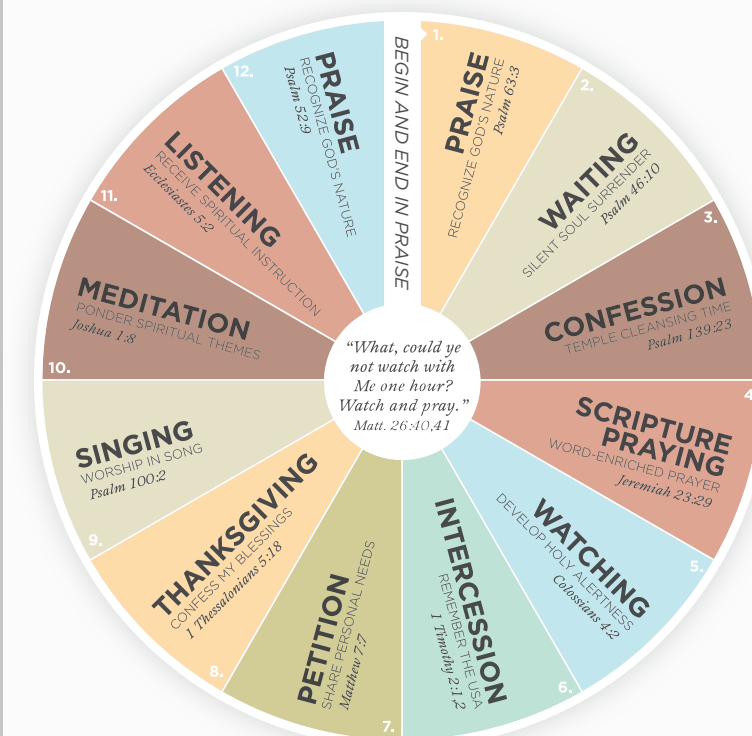 BEGIN AND END IN PRAISE
1.
PRAISE
RECOGNIZE GOD'S NATURE
Psalm 63:3
2.
WAITING
SILENT SOUL SURRENDER
Psalm 46:10
3.
CONFESSION
TEMPLE CLEANSING TIME
Psalm 139:23
4
SCRIPTURE
PRAYING
WORD-ENRICHED PRAYER
Jeremiah 23:29
5.
WATCHING
DEVELOP HOLY ALERTNESS
Colossians 4:2
6.
INTERCESSION
REMEMBER THE USA
1 Timothy 2:1,2
7.
PETITION
SHARE PERSONAL NEEDS
Matthew 7:7
8.
THANKSGIVING
CONFESS MY BLESSINGS
1 Thessalonians 5:18
9.
SINGING
WORSHIP IN SONG
Psalm 100:2
10.
MEDITATION
PONDER SPIRITUAL THEMES
Joshua 1:8
11.
LISTENING
RECEIVE SPIRITUAL INSTRUCTION
Ecclesiastes 5:2
12.
PRAISE
RECOGNIZE GOD'S NATURE
Psalm 52:9
“What, could ye
not watch with
Me one hour?
Watch and pray.”
Matt. 26:40,41